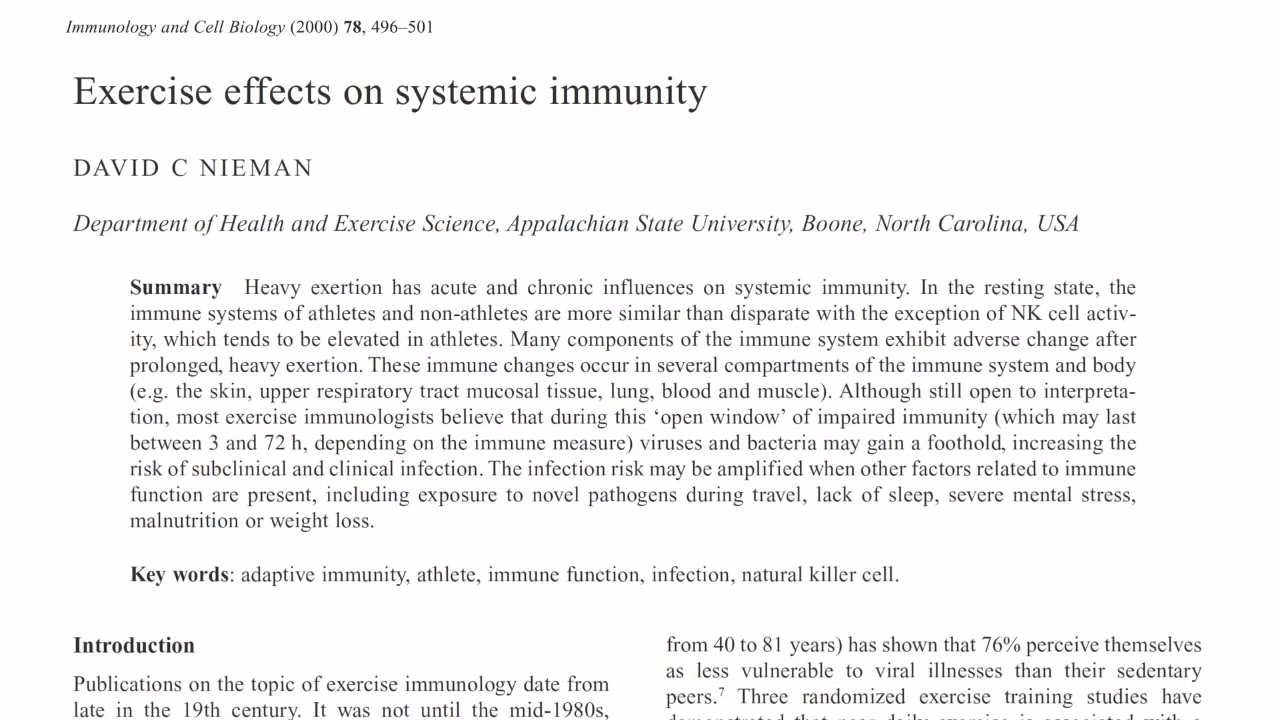 Immunology and Cell Biology (2000) 78, 496–501
Exercise effects on systemic immunity
DAVID C NIEMAN
Department of Health and Exercise Science, Appalachian State University, Boone, North Carolina, USA
Summary Heavy exertion has acute and chronic influences on systemic immunity. In the resting state, the
immune systems of athletes and non-athletes are more similar than disparate with the exception of NK cell activ-
ity, which tends to be elevated in athletes. Many components of the immune system exhibit adverse change after
prolonged, heavy exertion. These immune changes occur in several compartments of the immune system and body
(e.g. the skin, upper respiratory tract mucosal tissue, lung, blood and muscle). Although still open to interpreta-
tion, most exercise immunologists believe that during this ‘open window’ of impaired immunity (which may last
between 3 and 72 h, depending on the immune measure) viruses and bacteria may gain a foothold, increasing the
risk of subclinical and clinical infection. The infection risk may be amplified when other factors related to immune
function are present, including exposure to novel pathogens during travel, lack of sleep, severe mental stress,
malnutrition or weight loss.
Key words: adaptive immunity, athlete, immune function, infection, natural killer cell.
Introduction
Publications on the topic of exercise immunology date from
late in the 19th century. It was not until the mid-1980s,
from 40 to 81 years) has shown that 76% perceive themselves
as less vulnerable to viral illnesses than their sedentary
peers.7 Three randomized exercise training studies have